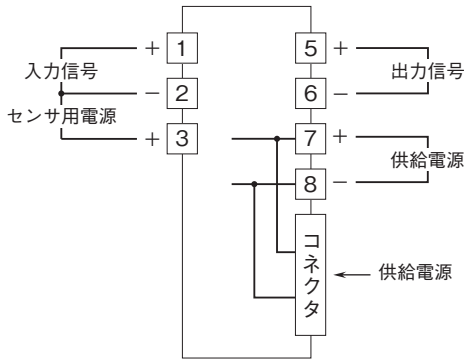 入力信号
センサ用電源
+ 1
− 2
+ 3
5 +
6 −
7 +
8 −
出力信号
供給電源
コネクタ
供給電源